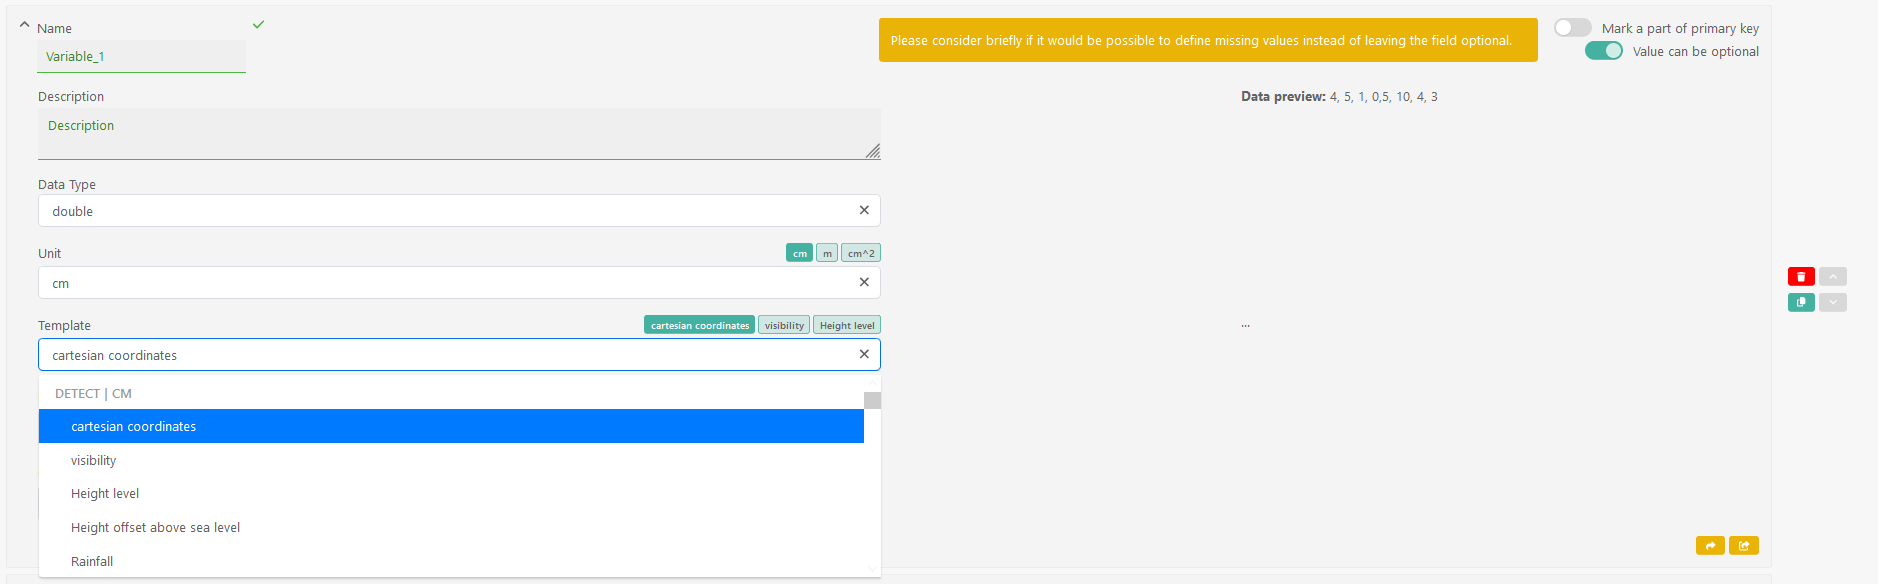 Name
Variable_1
Please consider briefly if it would be possible to define missing values instead of leaving the field optional.
Mark a part of primary key
Value can be optional
Description
Description
Data preview: 4, 5, 1, 0,5, 10, 4, 3
Data Type
double
Unit
cm m cm^2
cm
Template
cartesian coordinates visibility Height level
...
cartesian coordinates
DETECT | CM
cartesian coordinates
visibility
Height level
Height offset above sea level
Rainfall